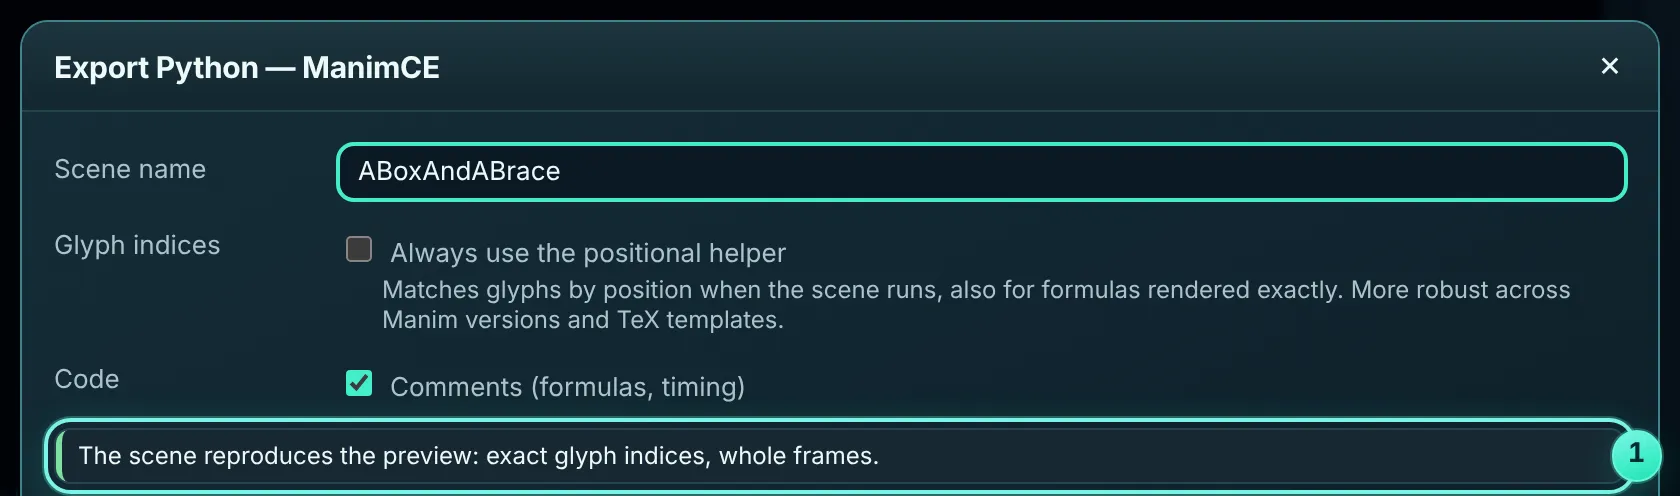 Export Python — ManimCE
×
Scene name
ABoxAndABrace
Glyph indices
Always use the positional helper
Matches glyphs by position when the scene runs, also for formulas rendered exactly. More robust across
Manim versions and TeX templates.
Code
Comments (formulas, timing)
The scene reproduces the preview: exact glyph indices, whole frames.
1